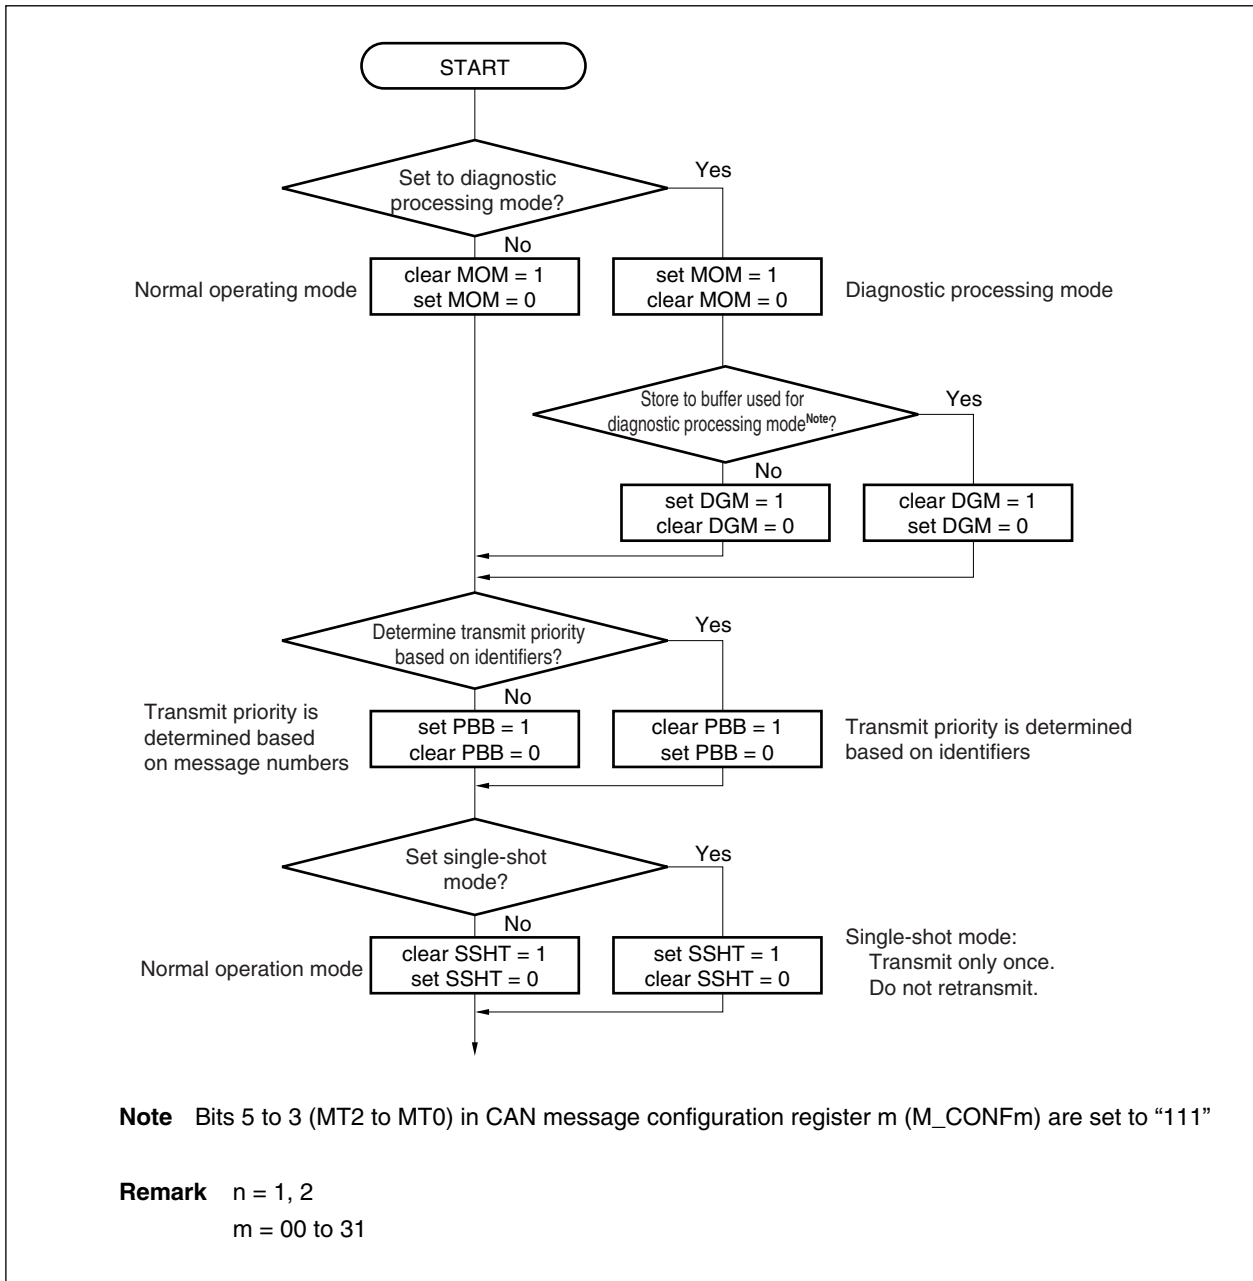 START
Set to diagnostic
processing mode?
Yes
No
Normal operating mode
clear MOM = 1
set MOM = 0
set MOM = 1
clear MOM = 0
Diagnostic processing mode
Store to buffer used for
diagnostic processing modeNote?
Yes
No
set DGM = 1
clear DGM = 0
clear DGM = 1
set DGM = 0
Determine transmit priority
based on identifiers?
Yes
No
Transmit priority is
determined based
on message numbers
set PBB = 1
clear PBB = 0
clear PBB = 1
set PBB = 0
Transmit priority is determined
based on identifiers
Set single-shot
mode?
Yes
No
Normal operation mode
clear SSHT = 1
set SSHT = 0
set SSHT = 1
clear SSHT = 0
Single-shot mode:
Transmit only once.
Do not retransmit.
Note Bits 5 to 3 (MT2 to MT0) in CAN message configuration register m (M_CONFm) are set to “111”
Remark n = 1, 2
m = 00 to 31